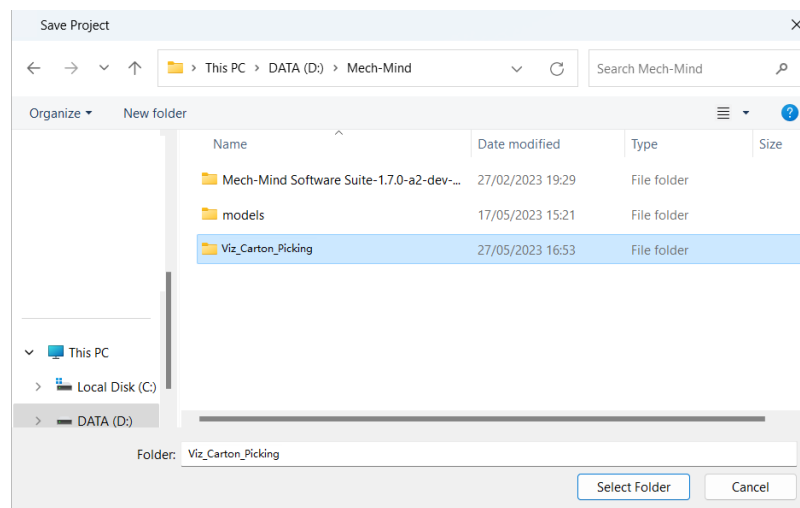 Save Project
This PC > DATA (D:) > Mech-Mind
Search Mech-Mind
Organize
New folder
?
Name
Date modified
Type
Size
Mech-Mind Software Suite-1.7.0-a2-dev-...
27/02/2023 19:29
File folder
models
17/05/2023 15:21
File folder
Viz_Carton_Picking
27/05/2023 16:53
File folder
This PC
Local Disk (C:)
DATA (D:)
Folder:
Viz_Carton_Picking
Select Folder
Cancel